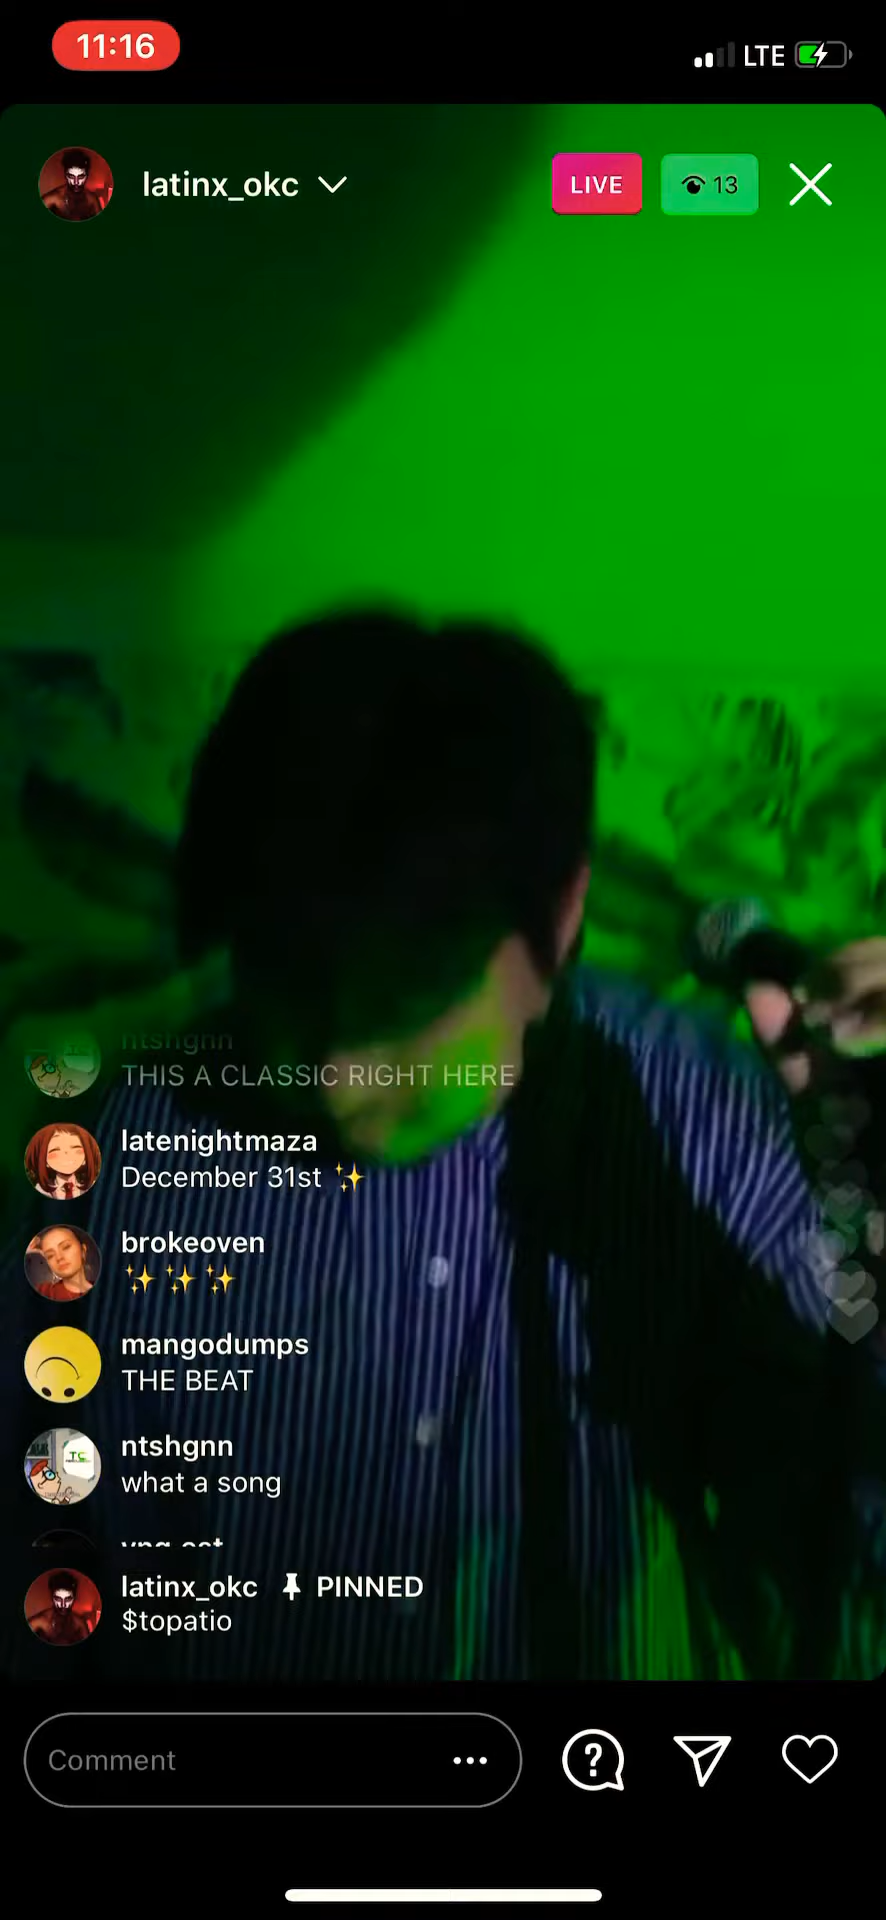 11:16
LTE
latinx_okc
LIVE
13
ntshgnn
THIS A CLASSIC RIGHT HERE
latenightmaza
December 31st ✨
brokeoven
✨✨✨
mangodumps
THE BEAT
ntshgnn
what a song
latinx_okc PINNED
$topatio
Comment